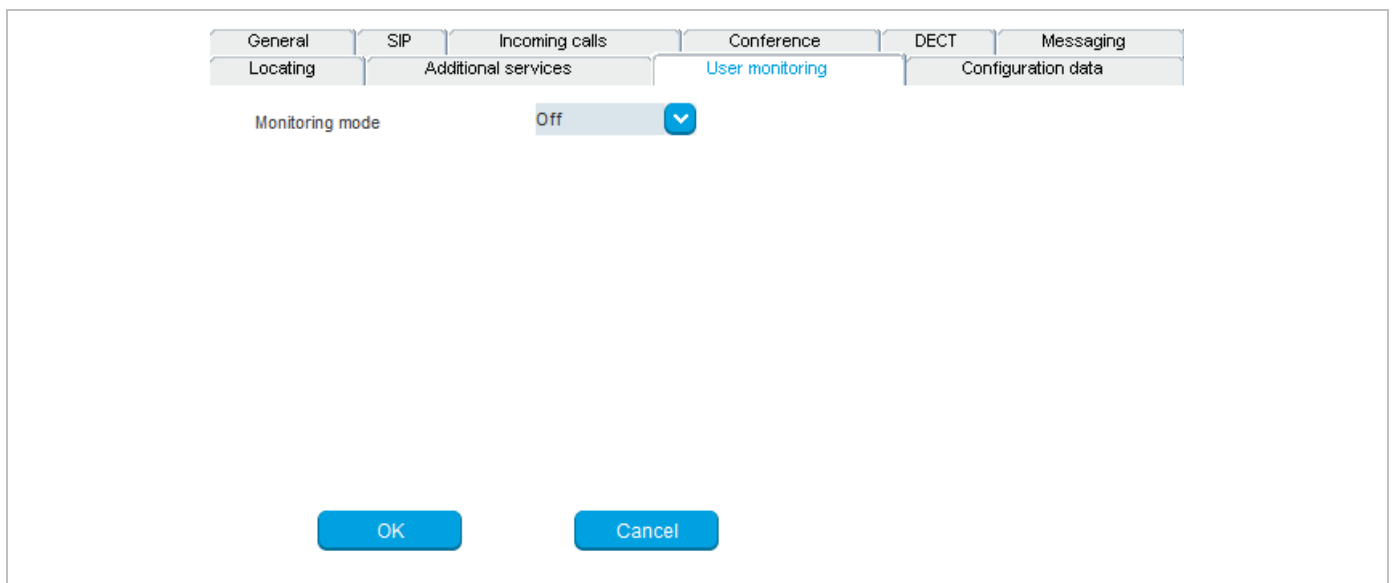 General SIP Incoming calls Conference DECT Messaging
Locating Additional services User monitoring Configuration data
Monitoring mode Off
OK Cancel